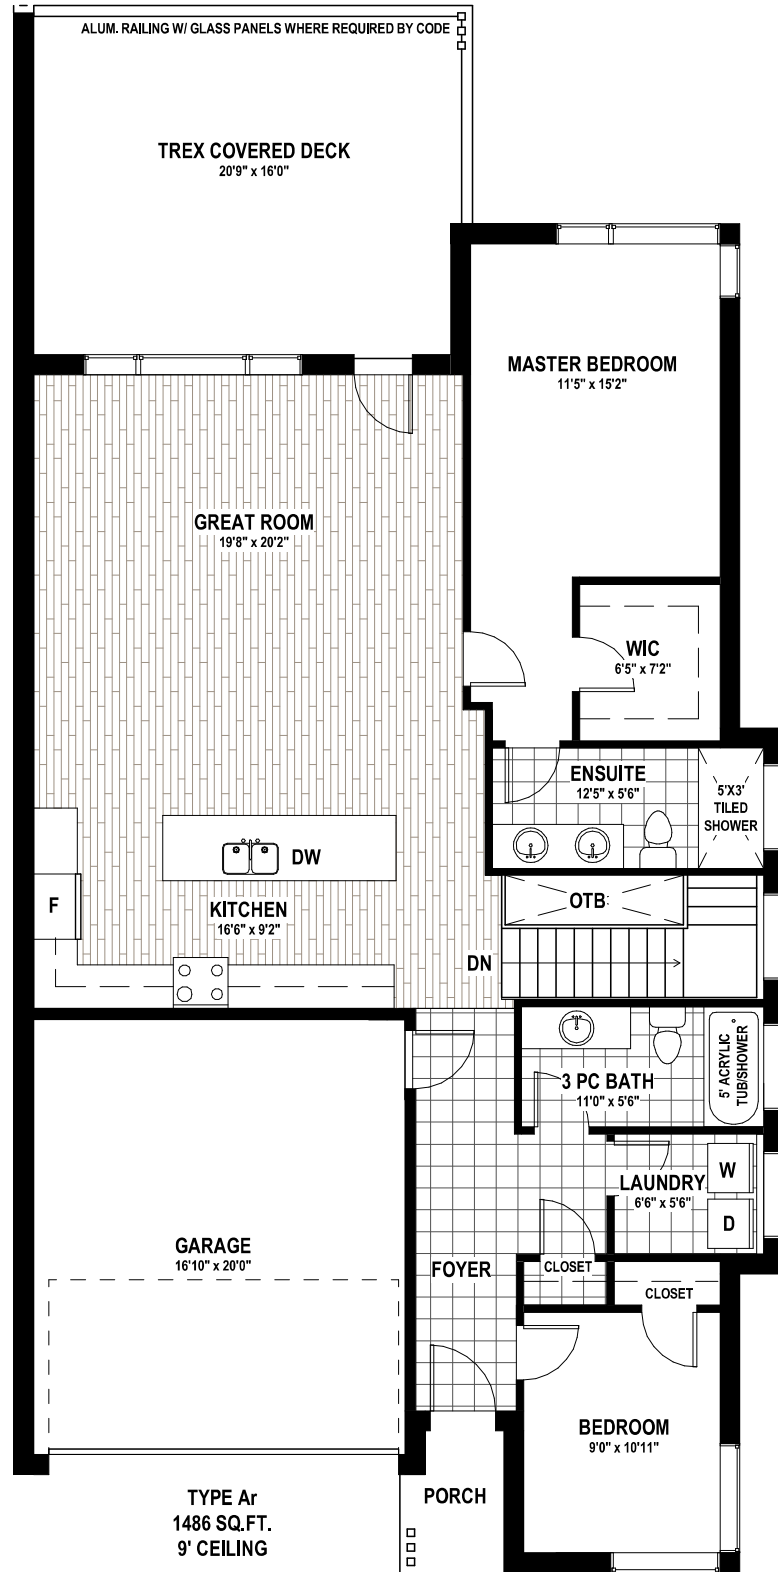 ALUM. RAILING W/ GLASS PANELS WHERE REQUIRED BY CODE
TREX COVERED DECK
20'9" x 16'0"
MASTER BEDROOM
11'5" x 15'2"
GREAT ROOM
19'8" x 20'2"
WIC
6'5" x 7'2"
ENSUITE
12'5" x 5'6"
5'X3'
TILED
SHOWER
DW
F
KITCHEN
16'6" x 9'2"
OTB
DN
3 PC BATH
11'0" x 5'6"
5' ACRYLIC
TUB/SHOWER
LAUNDRY
6'6" x 5'6"
W
D
GARAGE
16'10" x 20'0"
FOYER
CLOSET
CLOSET
BEDROOM
9'0" x 10'11"
PORCH
TYPE Ar
1486 SQ.FT.
9' CEILING